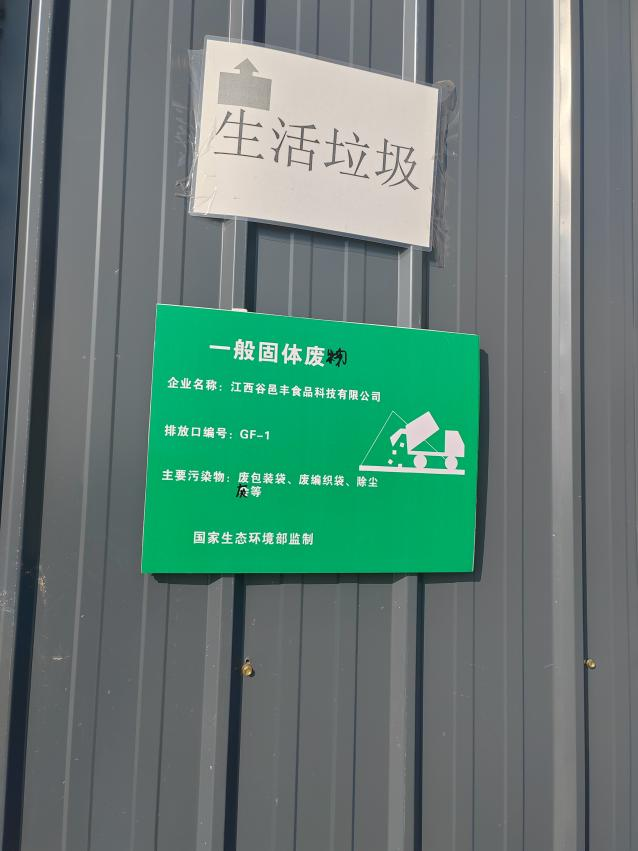 生活垃圾
一般固体废物
企业名称：江西谷邑丰食品科技有限公司
排放口编号：GF-1
主要污染物：废包装袋、废编织袋、除尘
灰等
国家生态环境部监制